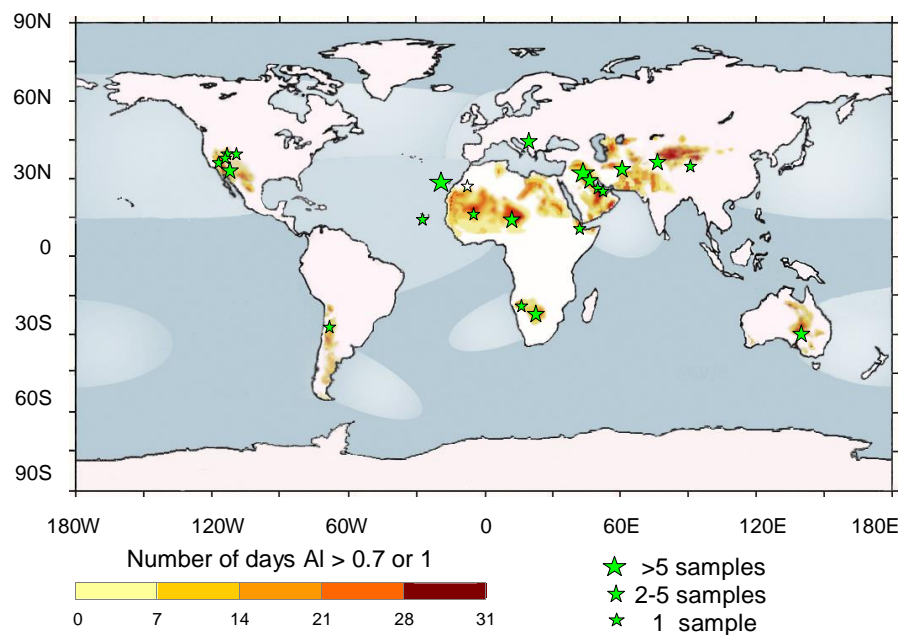 90N
60N
30N
0
30S
60S
90S
180W 120W 60W 0 60E 120E 180E
Number of days AI > 0.7 or 1
0 7 14 21 28 31
>5 samples
2-5 samples
1 sample